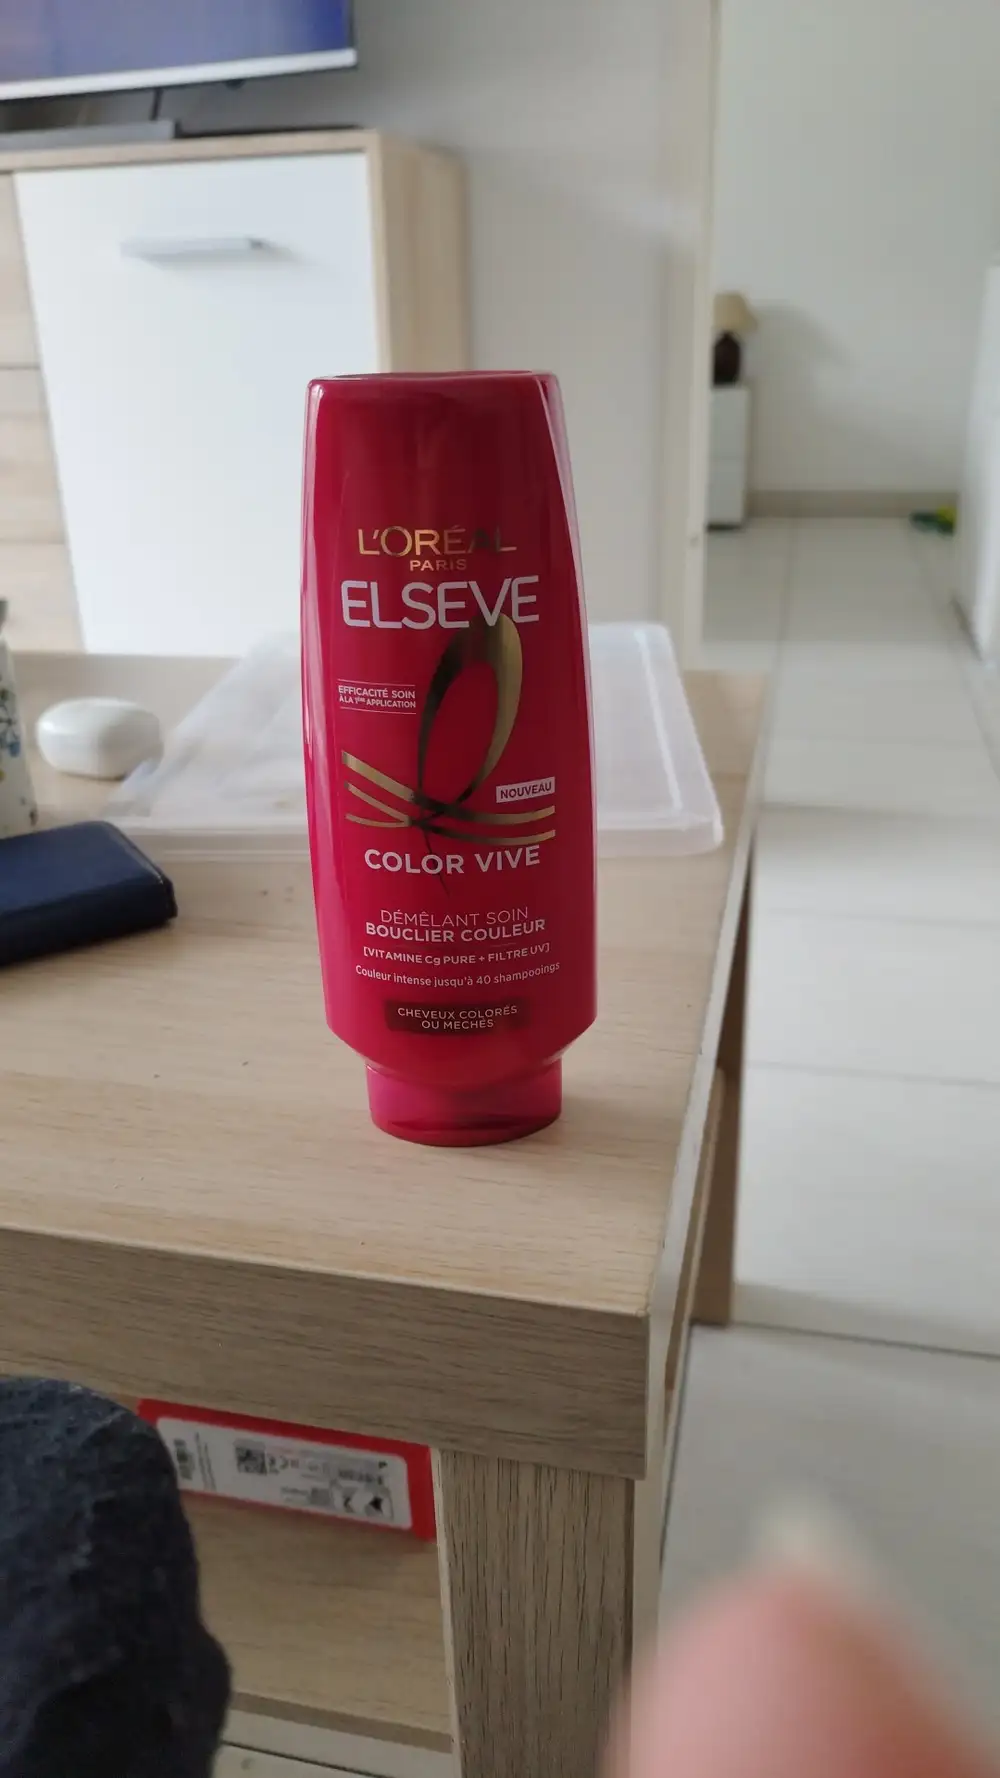 L'ORÉAL
PARIS
ELSEVE
EFFICACITÉ SOIN
À LA 1ÈRE APPLICATION
NOUVEAU
COLOR VIVE
DÉMÊLANT SOIN
BOUCLIER COULEUR
[VITAMINE Cg PURE + FILTRE UV]
Couleur intense jusqu'à 40 shampooings
CHEVEUX COLORÉS
OU MECHÉS